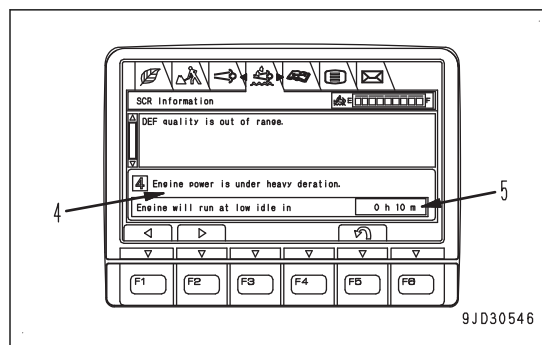 SCR Information
E F
DEF quality is out of range.
4 Engine power is under heavy deration.
Engine will run at low idle in 0 h 10 m
4
5
F1 F2 F3 F4 F5 F6
9JD30546